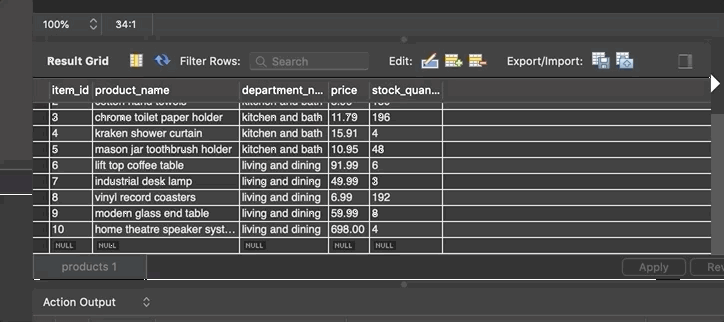 100% 34:1
Result Grid Filter Rows: Search Edit: Export/Import:
item_id product_name department_n... price stock_quan...
3 chrome toilet paper holder kitchen and bath 11.79 196
4 kraken shower curtain kitchen and bath 15.91 4
5 mason jar toothbrush holder kitchen and bath 10.95 48
6 lift top coffee table living and dining 91.99 6
7 industrial desk lamp living and dining 49.99 3
8 vinyl record coasters living and dining 6.99 192
9 modern glass end table living and dining 59.99 8
10 home theatre speaker syst... living and dining 698.00 4
NULL NULL NULL NULL NULL
products 1 Apply Rev
Action Output